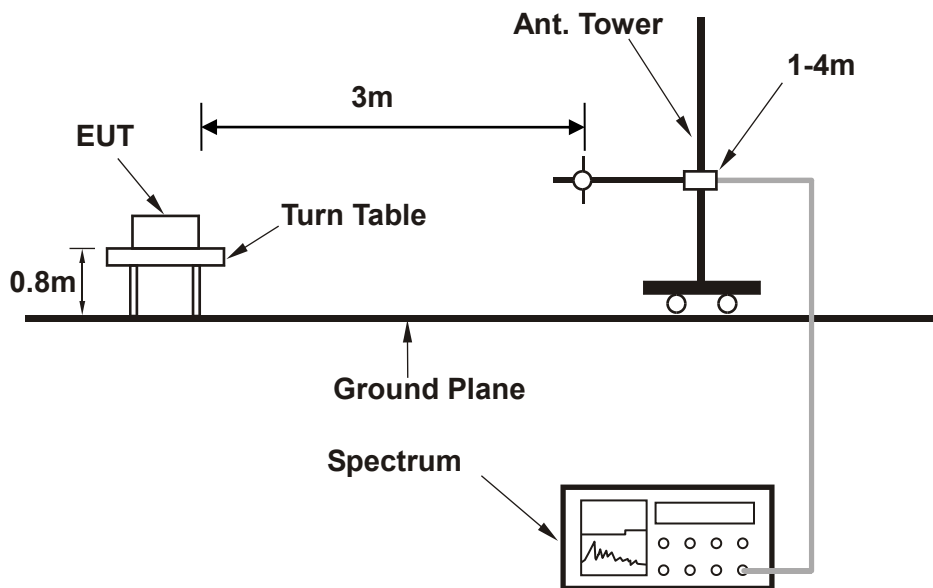 Ant. Tower
1-4m
3m
EUT
Turn Table
0.8m
Ground Plane
Spectrum